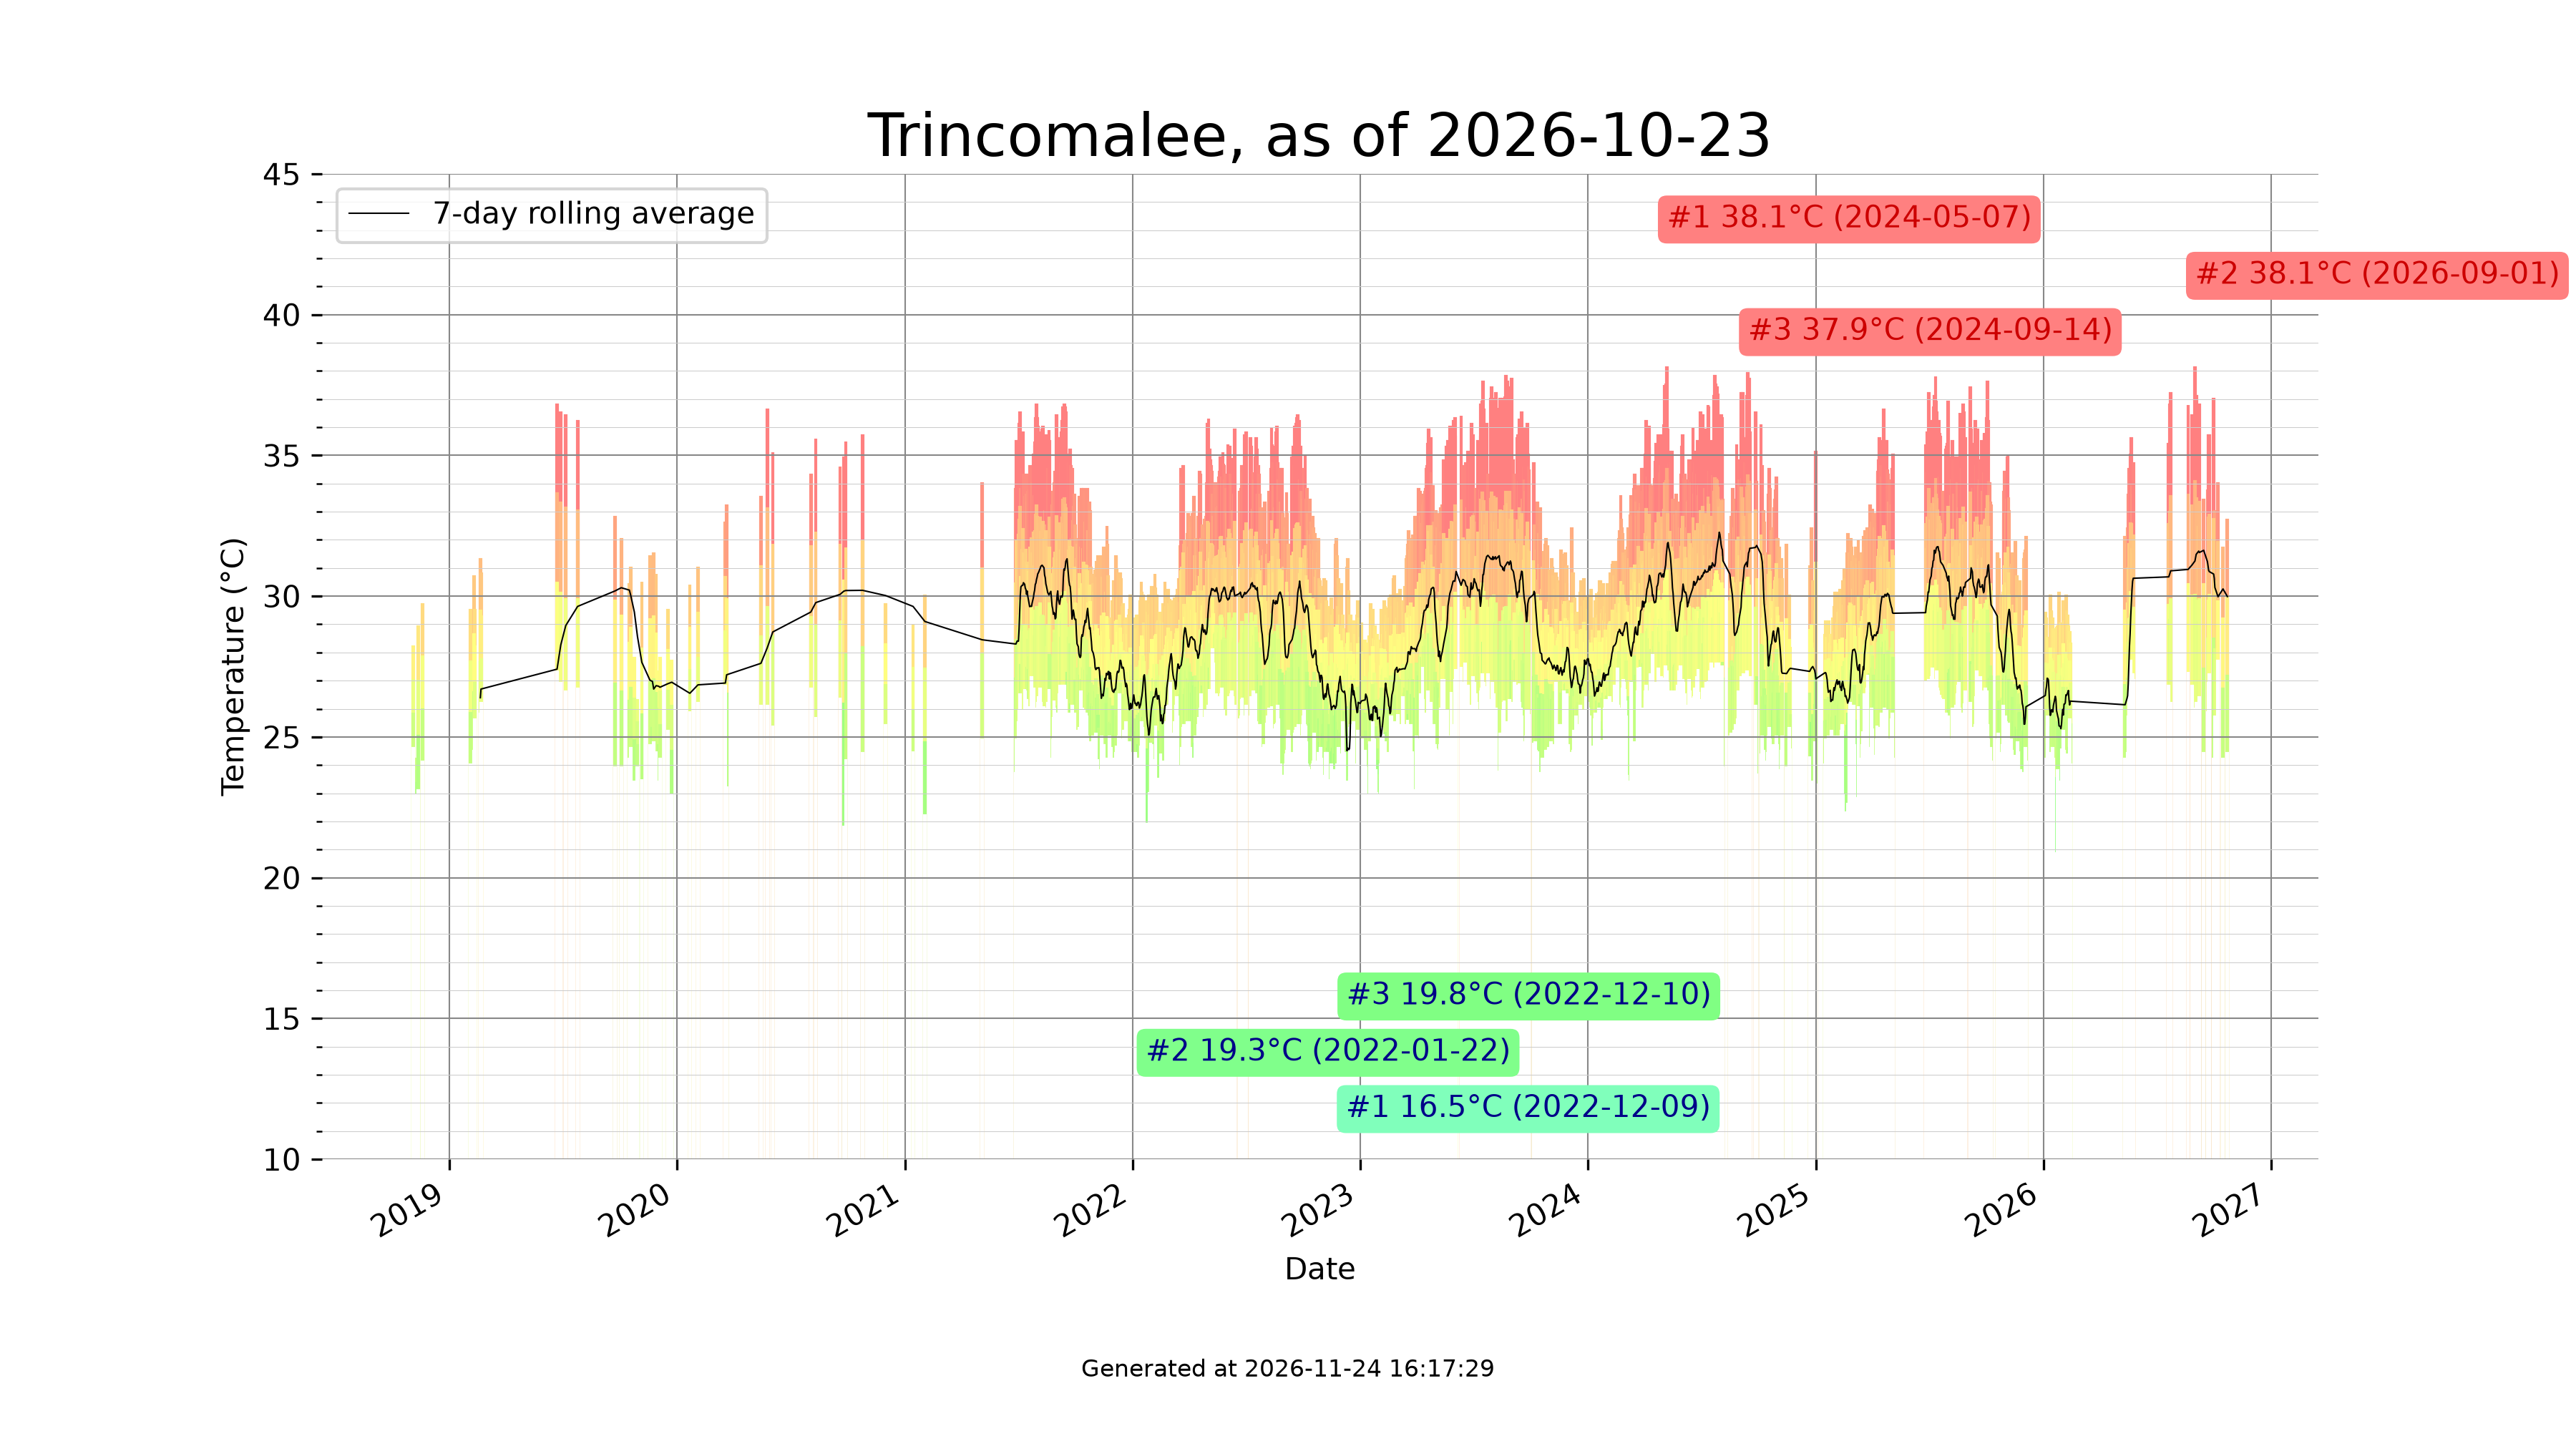 Trincomalee, as of 2026-10-23
45
40
35
30
25
20
15
10
Temperature (°C)
7-day rolling average
#1 38.1°C (2024-05-07)
#2 38.1°C (2026-09-01)
#3 37.9°C (2024-09-14)
#3 19.8°C (2022-12-10)
#2 19.3°C (2022-01-22)
#1 16.5°C (2022-12-09)
2019
2020
2021
2022
2023
2024
2025
2026
2027
Date
Generated at 2026-11-24 16:17:29